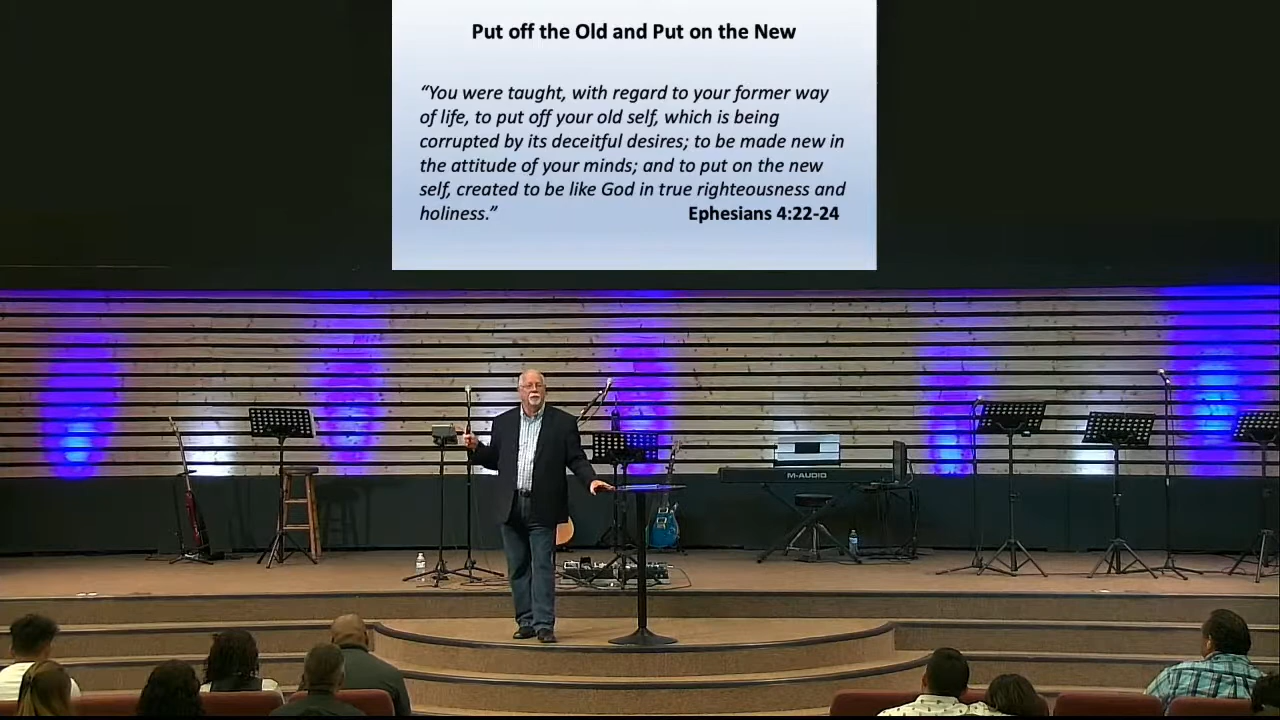 Put off the Old and Put on the New
“You were taught, with regard to your former way
of life, to put off your old self, which is being
corrupted by its deceitful desires; to be made new in
the attitude of your minds; and to put on the new
self, created to be like God in true righteousness and
holiness.” Ephesians 4:22-24
M-AUDIO